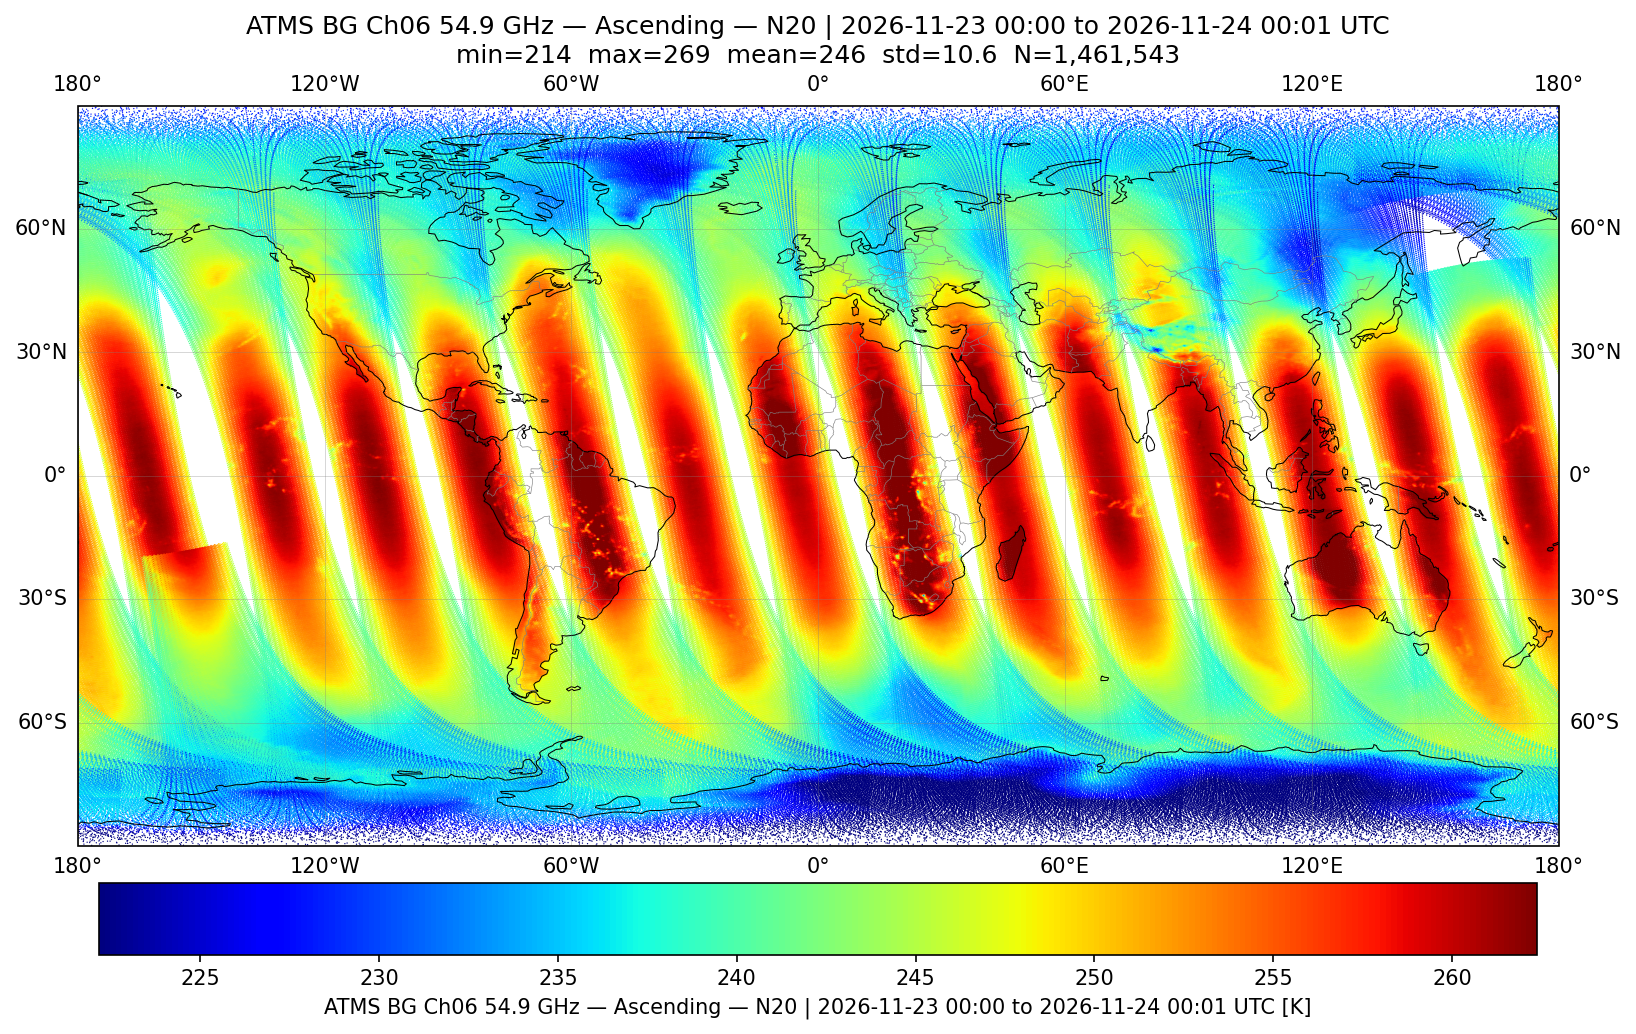 ATMS BG Ch06 54.9 GHz — Ascending — N20 | 2026-11-23 00:00 to 2026-11-24 00:01 UTC
min=214  max=269  mean=246  std=10.6  N=1,461,543
180° 120°W 60°W 0° 60°E 120°E 180°
60°N 60°N
30°N 30°N
0° 0°
30°S 30°S
60°S 60°S
180° 120°W 60°W 0° 60°E 120°E 180°
225 230 235 240 245 250 255 260
ATMS BG Ch06 54.9 GHz — Ascending — N20 | 2026-11-23 00:00 to 2026-11-24 00:01 UTC [K]